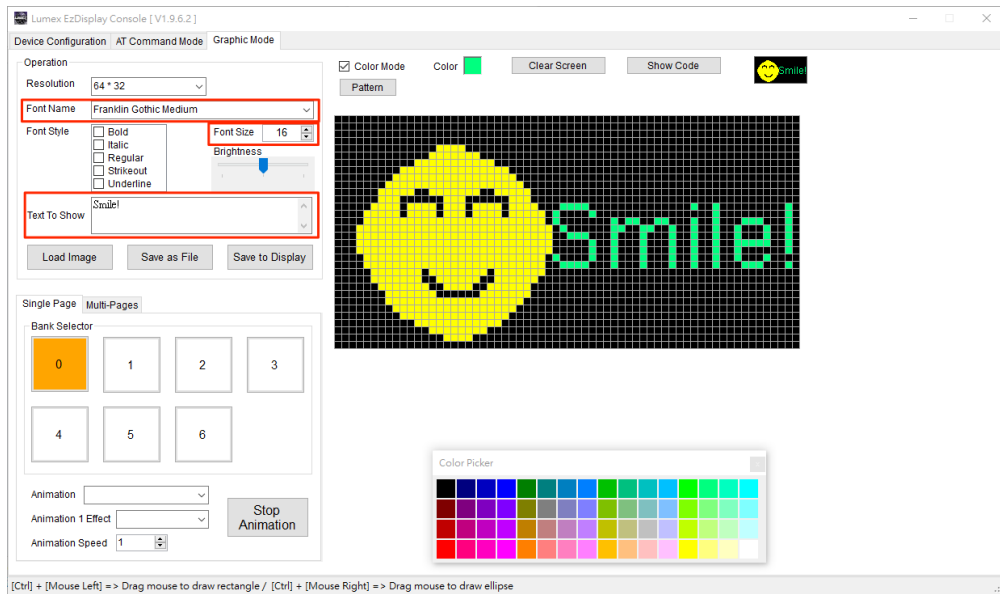 Lumex EzDisplay Console [ V1.9.6.2 ]
Device Configuration AT Command Mode Graphic Mode
Operation
Resolution 64 * 32
Font Name Franklin Gothic Medium
Font Style
Bold
Italic
Regular
Strikeout
Underline
Font Size 16
Brightness
Text To Show Smile!
Load Image Save as File Save to Display
Color Mode Color Clear Screen Show Code
Pattern
Smile!
Smile!
Single Page Multi-Pages
Bank Selector
0 1 2 3
4 5 6
Animation
Animation 1 Effect
Animation Speed 1
Stop
Animation
Color Picker
[Ctrl] + [Mouse Left] => Drag mouse to draw rectangle / [Ctrl] + [Mouse Right] => Drag mouse to draw ellipse